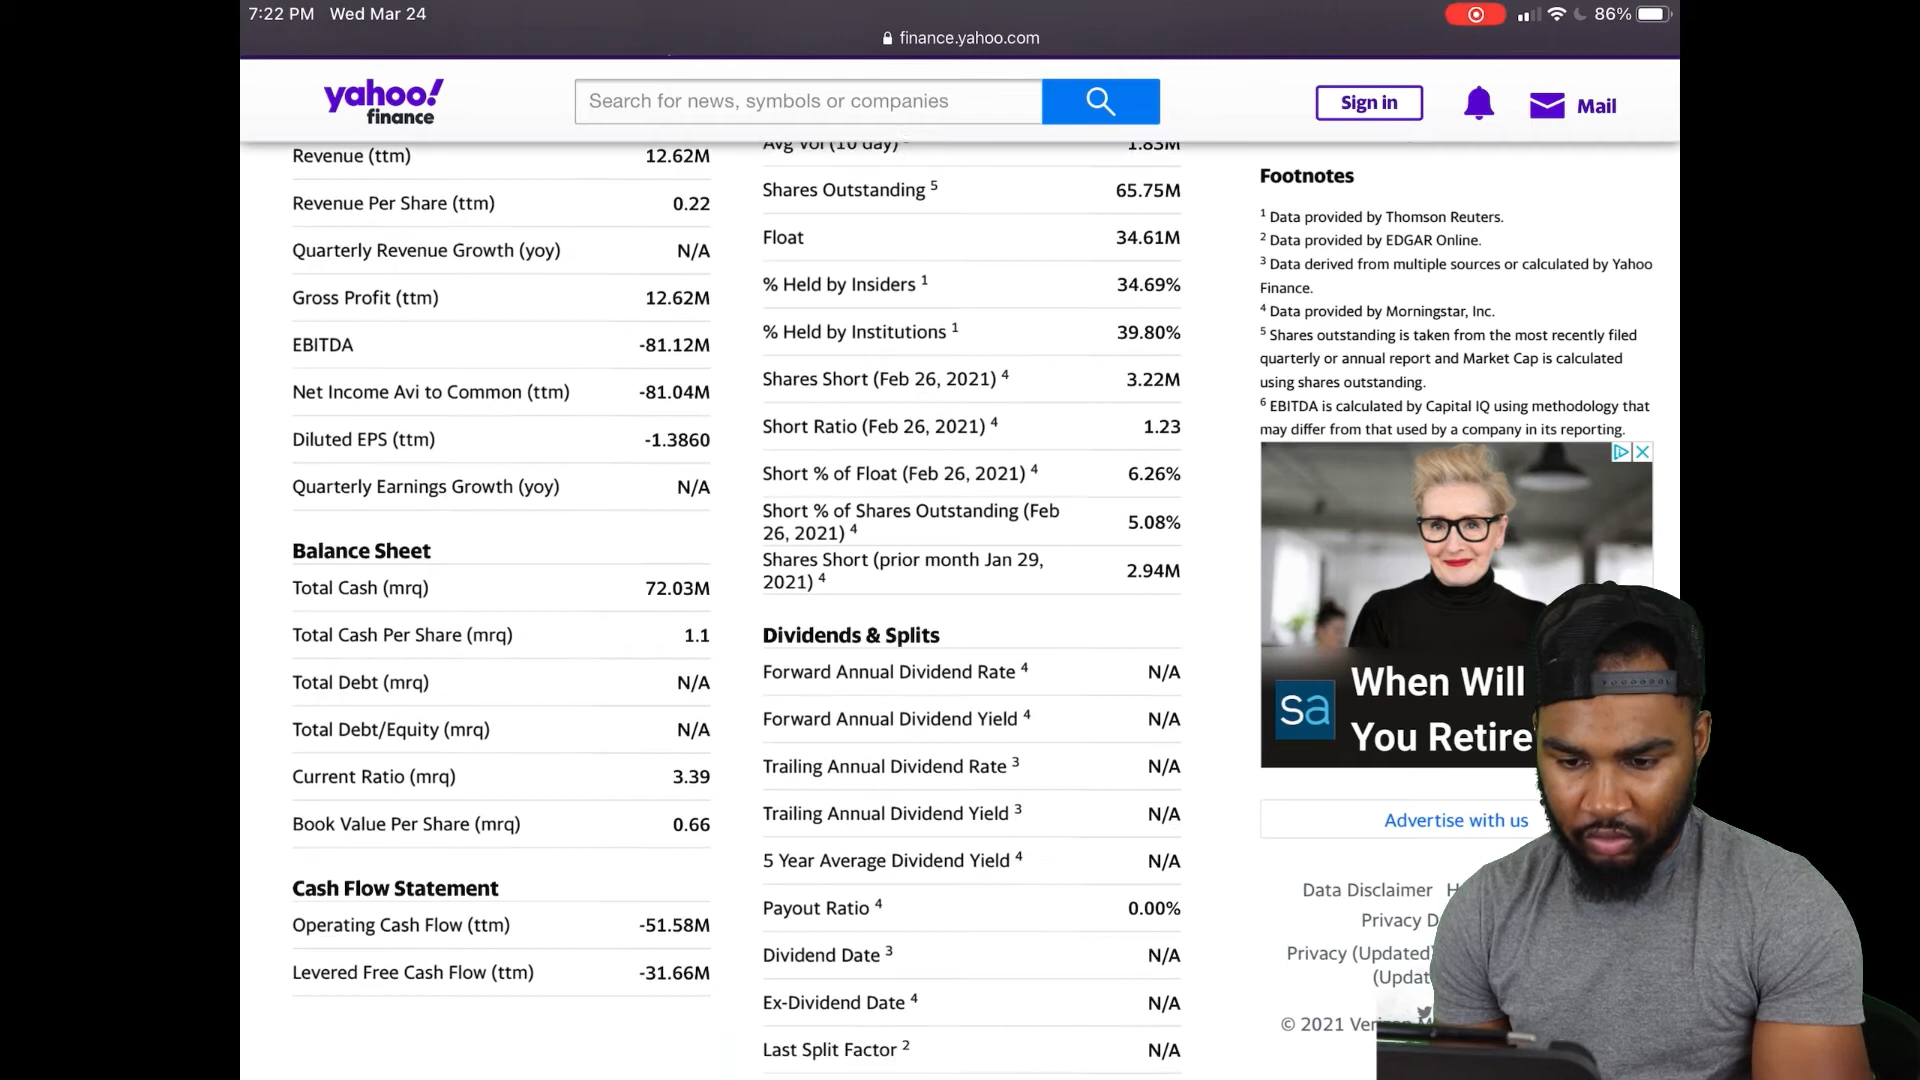 7:22 PM Wed Mar 24
86%
finance.yahoo.com
yahoo!
finance
Search for news, symbols or companies
Sign in
Mail
Revenue (ttm) 12.62M
Revenue Per Share (ttm) 0.22
Quarterly Revenue Growth (yoy) N/A
Gross Profit (ttm) 12.62M
EBITDA -81.12M
Net Income Avi to Common (ttm) -81.04M
Diluted EPS (ttm) -1.3860
Quarterly Earnings Growth (yoy) N/A
Balance Sheet
Total Cash (mrq) 72.03M
Total Cash Per Share (mrq) 1.1
Total Debt (mrq) N/A
Total Debt/Equity (mrq) N/A
Current Ratio (mrq) 3.39
Book Value Per Share (mrq) 0.66
Cash Flow Statement
Operating Cash Flow (ttm) -51.58M
Levered Free Cash Flow (ttm) -31.66M
Avg Vol (10 day) 1.83M
Shares Outstanding 5 65.75M
Float 34.61M
% Held by Insiders 1 34.69%
% Held by Institutions 1 39.80%
Shares Short (Feb 26, 2021) 4 3.22M
Short Ratio (Feb 26, 2021) 4 1.23
Short % of Float (Feb 26, 2021) 4 6.26%
Short % of Shares Outstanding (Feb
26, 2021) 4 5.08%
Shares Short (prior month Jan 29,
2021) 4 2.94M
Dividends & Splits
Forward Annual Dividend Rate 4 N/A
Forward Annual Dividend Yield 4 N/A
Trailing Annual Dividend Rate 3 N/A
Trailing Annual Dividend Yield 3 N/A
5 Year Average Dividend Yield 4 N/A
Payout Ratio 4 0.00%
Dividend Date 3 N/A
Ex-Dividend Date 4 N/A
Last Split Factor 2 N/A
Footnotes
1 Data provided by Thomson Reuters.
2 Data provided by EDGAR Online.
3 Data derived from multiple sources or calculated by Yahoo
Finance.
4 Data provided by Morningstar, Inc.
5 Shares outstanding is taken from the most recently filed
quarterly or annual report and Market Cap is calculated
using shares outstanding.
6 EBITDA is calculated by Capital IQ using methodology that
may differ from that used by a company in its reporting.
sa
When Will
You Retire
Advertise with us
Data Disclaimer H
Privacy D
Privacy (Updated)
(Updat
© 2021 Veri